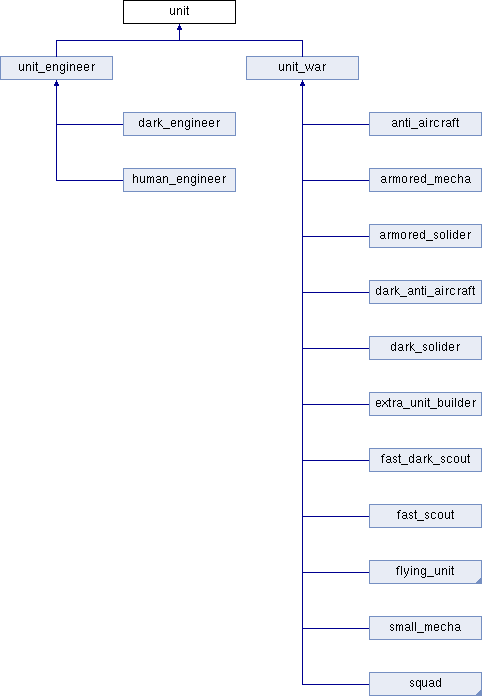 unit
unit_engineer
unit_war
dark_engineer
anti_aircraft
human_engineer
armored_mecha
armored_solider
dark_anti_aircraft
dark_solider
extra_unit_builder
fast_dark_scout
fast_scout
flying_unit
small_mecha
squad